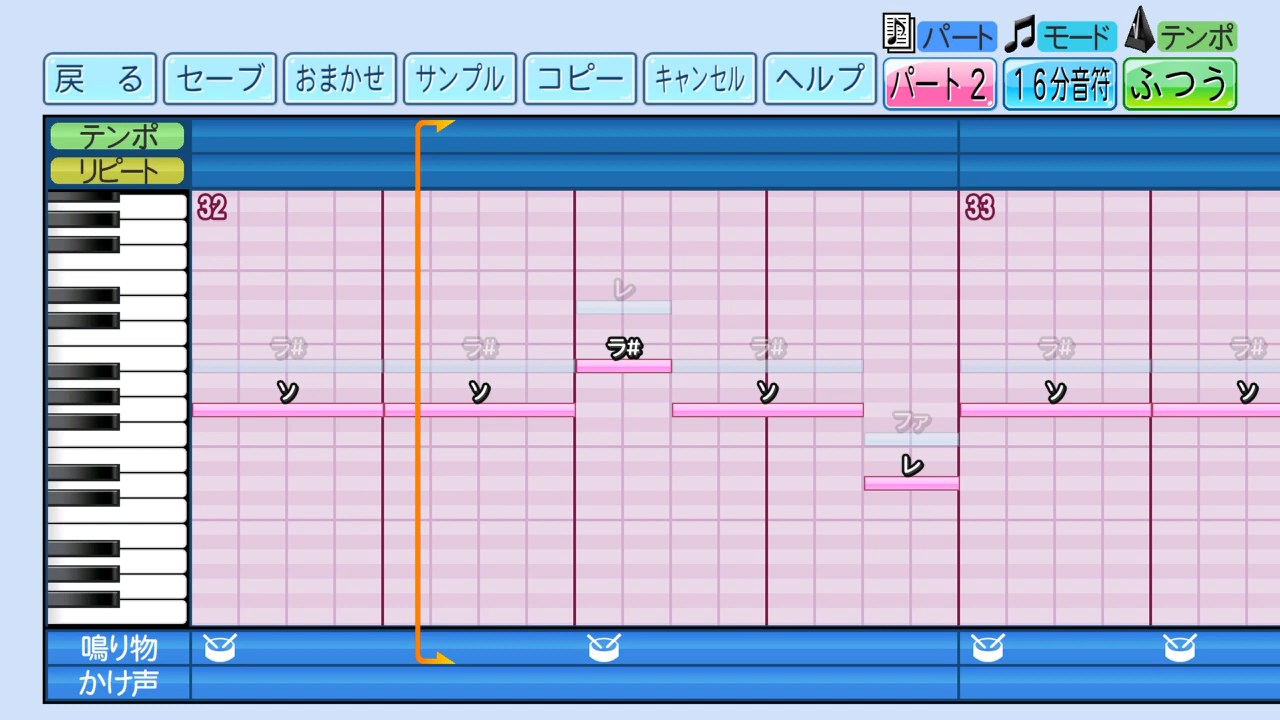 パート モード テンポ
戻る セーブ おまかせ サンプル コピー キャンセル ヘルプ パート2 16分音符 ふつう
テンポ
リピート
32 33
レ
ラ# ラ# ラ# ラ# ラ# ラ#
ソ ソ ソ ソ ソ
ファ
レ
鳴り物
かけ声